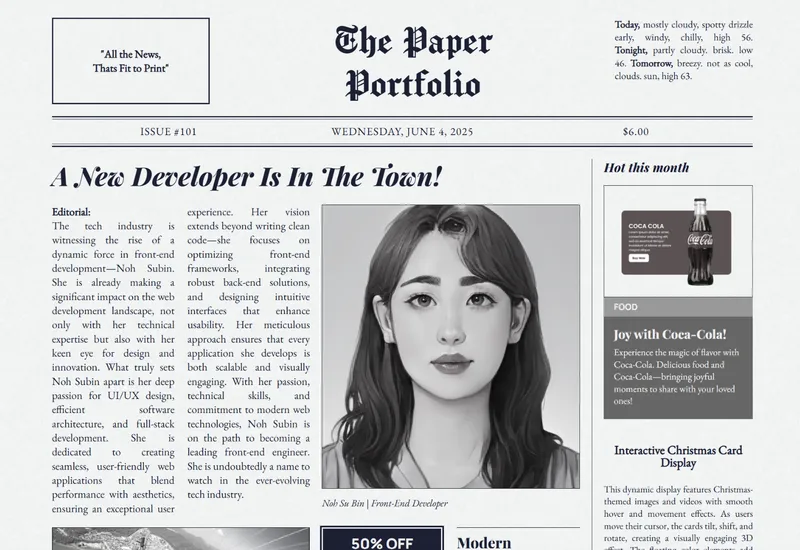 "All the News,
Thats Fit to Print"
The Paper
Portfolio
Today, mostly cloudy, spotty drizzle
early, windy, chilly, high 56.
Tonight, partly cloudy. brisk. low
46. Tomorrow, breezy. not as cool,
clouds. sun, high 63.
ISSUE #101
WEDNESDAY, JUNE 4, 2025
$6.00
A New Developer Is In The Town!
Editorial:
The tech industry is
witnessing the rise of a
dynamic force in front-end
development—Noh Subin.
She is already making a
significant impact on the web
development landscape, not
only with her technical
expertise but also with her
keen eye for design and
innovation. What truly sets
Noh Subin apart is her deep
passion for UI/UX design,
efficient software
architecture, and full-stack
development. She is
dedicated to creating
seamless, user-friendly web
applications that blend
performance with aesthetics,
ensuring an exceptional user
experience. Her vision
extends beyond writing clean
code—she focuses on
optimizing front-end
frameworks, integrating
robust back-end solutions,
and designing intuitive
interfaces that enhance
usability. Her meticulous
approach ensures that every
application she develops is
both scalable and visually
engaging. With her passion,
technical skills, and
commitment to modern web
technologies, Noh Subin is
on the path to becoming a
leading front-end engineer.
She is undoubtedly a name to
watch in the ever-evolving
tech industry.
Noh Su Bin | Front-End Developer
50% OFF
Modern
Hot this month
COCA COLA
Buy Now
Coca-Cola
FOOD
Joy with Coca-Cola!
Experience the magic of flavor with
Coca-Cola. Delicious food and
Coca-Cola—bringing joyful
moments to share with your loved
ones!
Interactive Christmas Card
Display
This dynamic display features Christmas-
themed images and videos with smooth
hover and movement effects. As users
move their cursor, the cards tilt, shift, and
rotate, creating a visually engaging 3D
effect. The floating color elements add